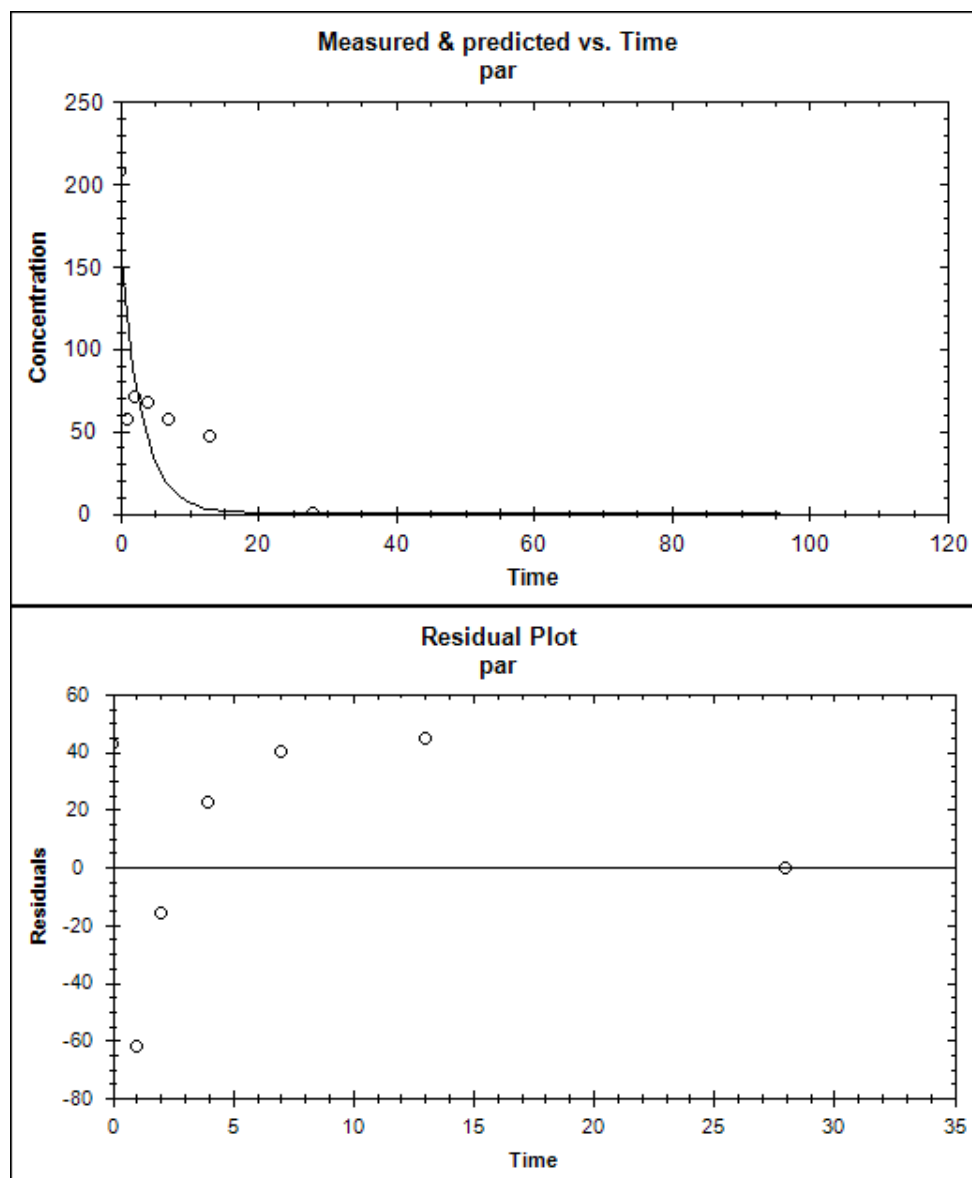 Measured & predicted vs. Time
par
250
200
150
100
50
0
Concentration
0 20 40 60 80 100 120
Time
Residual Plot
par
60
40
20
0
-20
-40
-60
-80
Residuals
0 5 10 15 20 25 30 35
Time